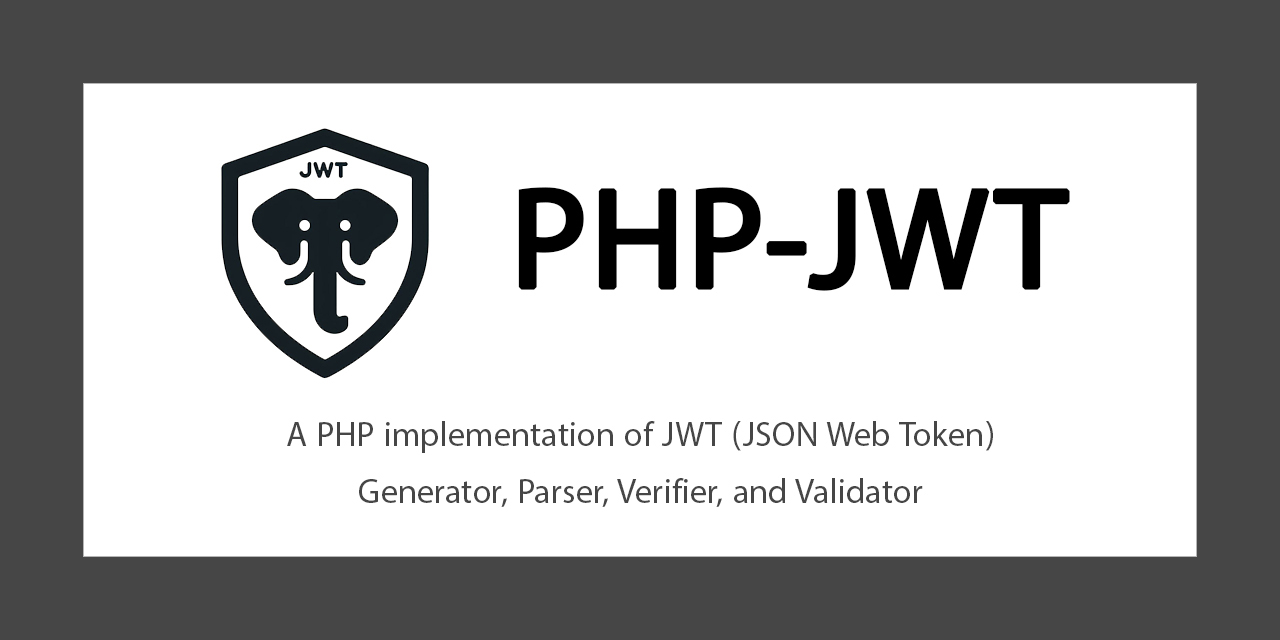 JWT
PHP-JWT
A PHP implementation of JWT (JSON Web Token)
Generator, Parser, Verifier, and Validator